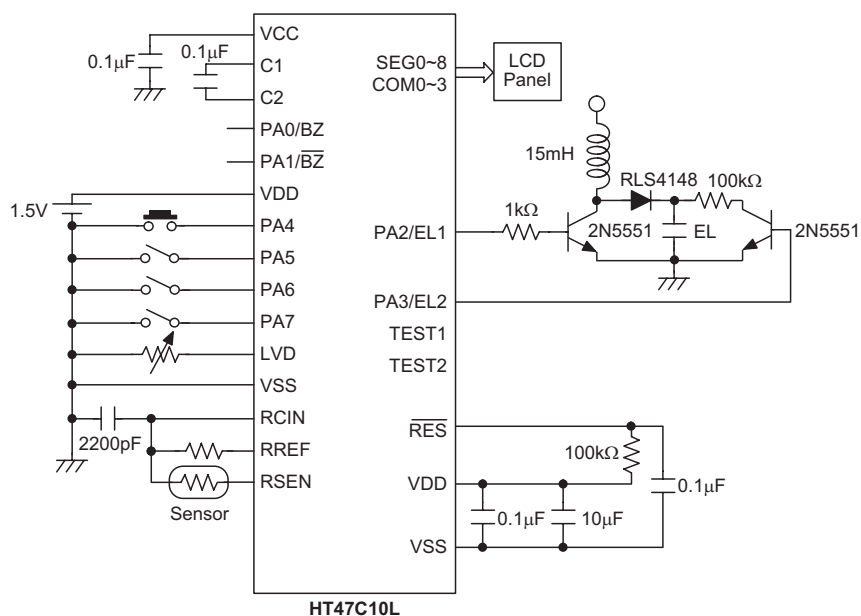 VCC
0.1μF
0.1μF
C1
C2
PA0/BZ
PA1/B̅Z̅
VDD
1.5V
PA4
PA5
PA6
PA7
LVD
VSS
RCIN
2200pF
RREF
RSEN
Sensor
SEG0~8
COM0~3
LCD
Panel
15mH
RLS4148
100kΩ
1kΩ
PA2/EL1
2N5551
EL
2N5551
PA3/EL2
TEST1
TEST2
R̅E̅S̅
100kΩ
VDD
0.1μF
10μF
0.1μF
VSS
HT47C10L